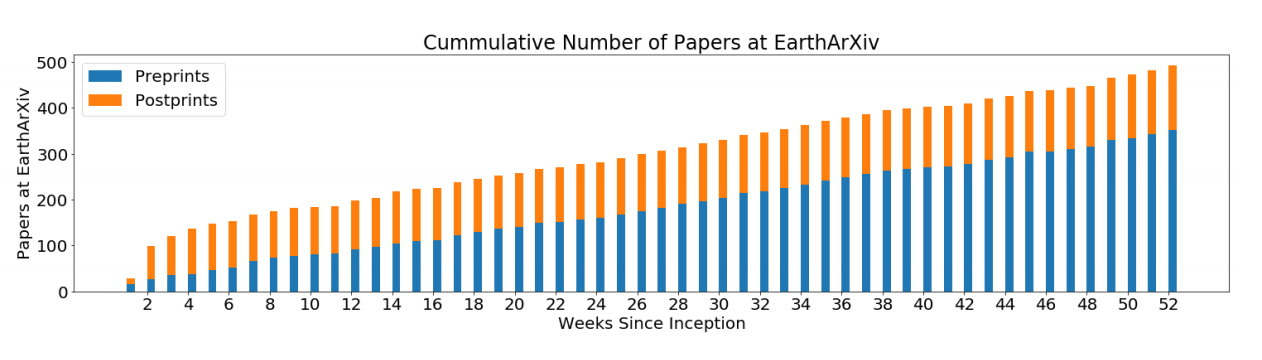 Cummulative Number of Papers at EarthArXiv
Papers at EarthArXiv
500
400
300
200
100
0
Preprints
Postprints
2 4 6 8 10 12 14 16 18 20 22 24 26 28 30 32 34 36 38 40 42 44 46 48 50 52
Weeks Since Inception